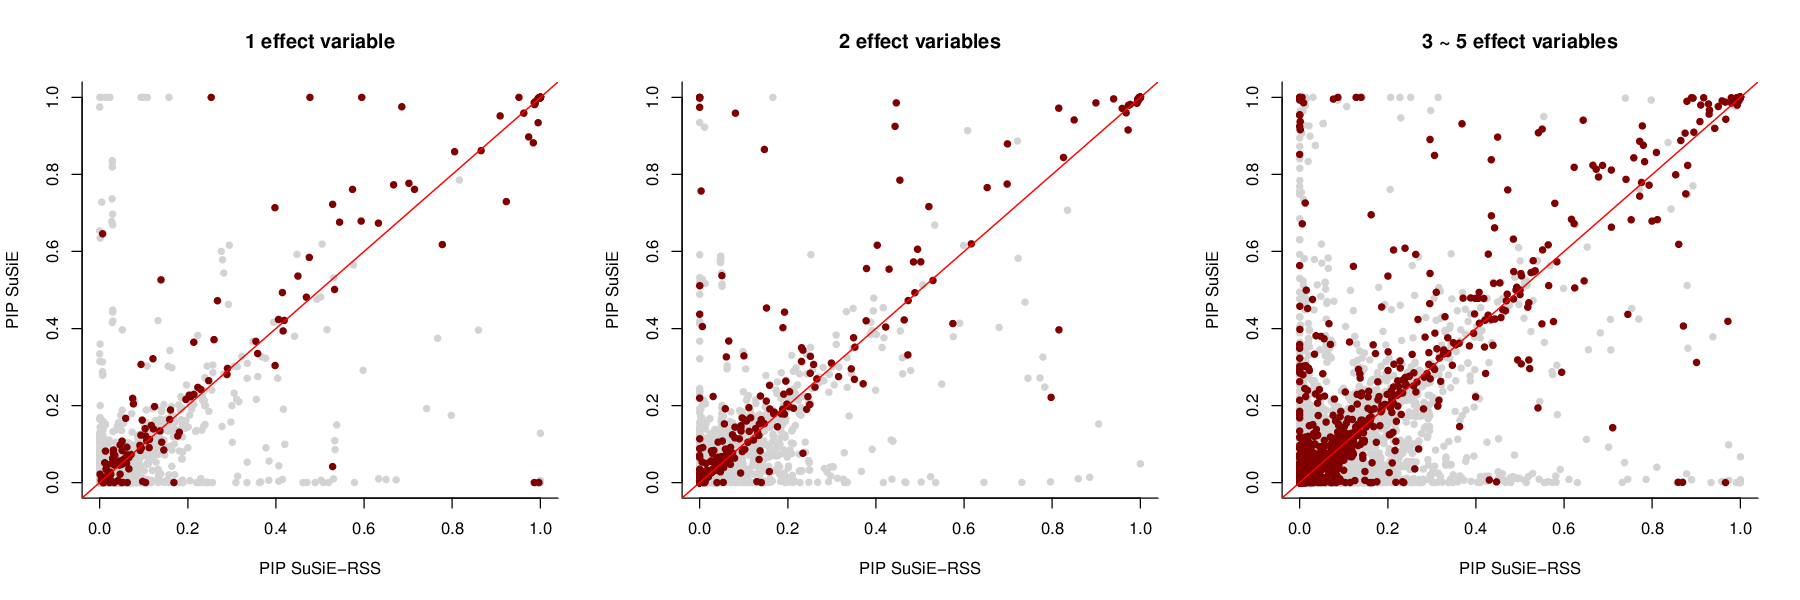 1 effect variable
PIP SuSiE
1.0
0.8
0.6
0.4
0.2
0.0
0.0 0.2 0.4 0.6 0.8 1.0
PIP SuSiE−RSS
2 effect variables
PIP SuSiE
1.0
0.8
0.6
0.4
0.2
0.0
0.0 0.2 0.4 0.6 0.8 1.0
PIP SuSiE−RSS
3 ~ 5 effect variables
PIP SuSiE
1.0
0.8
0.6
0.4
0.2
0.0
0.0 0.2 0.4 0.6 0.8 1.0
PIP SuSiE−RSS